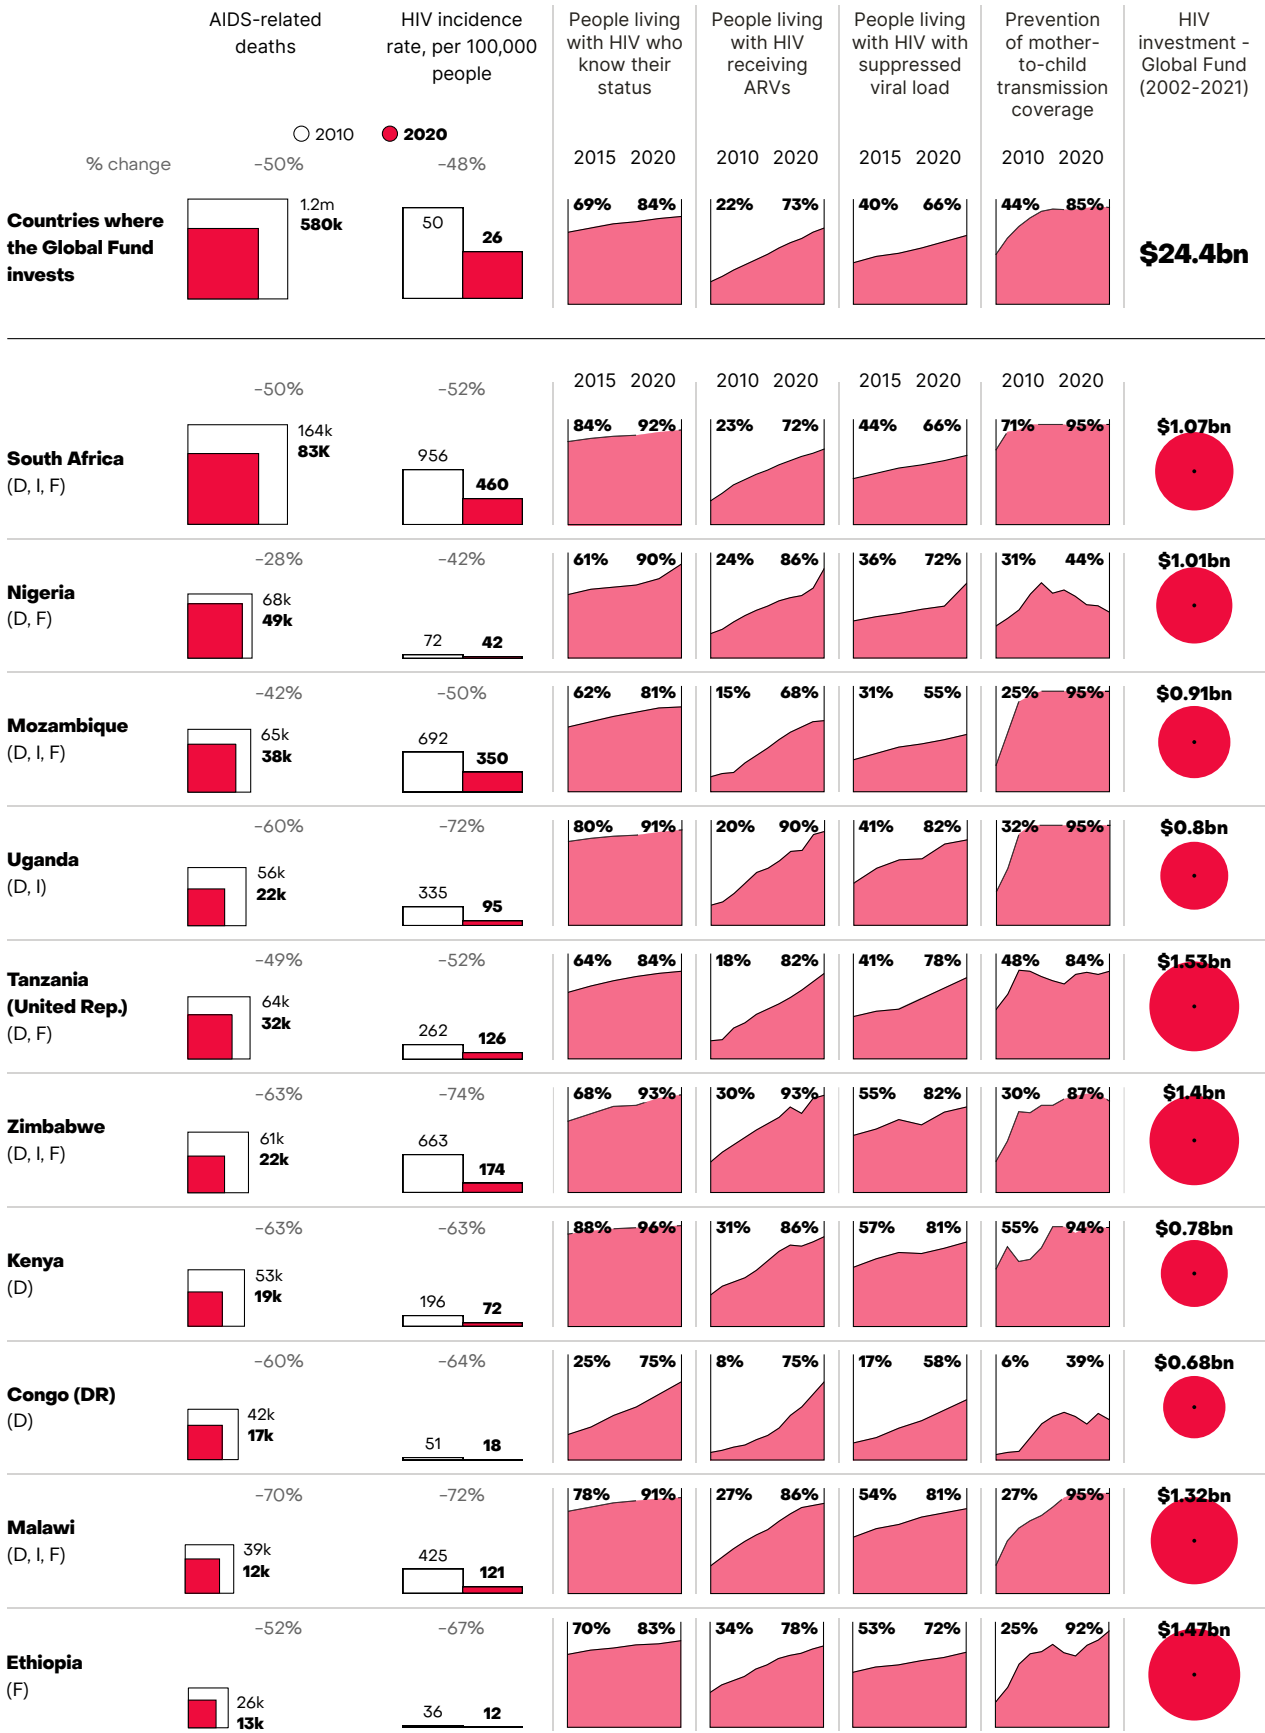 AIDS-related
deaths
HIV incidence
rate, per 100,000
people
People living
with HIV who
know their
status
People living
with HIV
receiving
ARVs
People living
with HIV with
suppressed
viral load
Prevention
of mother-
to-child
transmission
coverage
HIV
investment -
Global Fund
(2002-2021)
2010 2020
% change -50% -48% 2015 2020 2010 2020 2015 2020 2010 2020
Countries where
the Global Fund
invests
1.2m
580k
50
26
69% 84% 22% 73% 40% 66% 44% 85%
$24.4bn
-50% -52% 2015 2020 2010 2020 2015 2020 2010 2020
South Africa
(D, I, F)
164k
83K
956
460
84% 92% 23% 72% 44% 66% 71% 95% $1.07bn
-28% -42%
Nigeria
(D, F)
68k
49k
72 42
61% 90% 24% 86% 36% 72% 31% 44% $1.01bn
-42% -50%
Mozambique
(D, I, F)
65k
38k
692
350
62% 81% 15% 68% 31% 55% 25% 95% $0.91bn
-60% -72%
Uganda
(D, I)
56k
22k
335 95
80% 91% 20% 90% 41% 82% 32% 95% $0.8bn
-49% -52%
Tanzania
(United Rep.)
(D, F)
64k
32k
262 126
64% 84% 18% 82% 41% 78% 48% 84% $1.53bn
-63% -74%
Zimbabwe
(D, I, F)
61k
22k
663
174
68% 93% 30% 93% 55% 82% 30% 87% $1.4bn
-63% -63%
Kenya
(D)
53k
19k
196 72
88% 96% 31% 86% 57% 81% 55% 94% $0.78bn
-60% -64%
Congo (DR)
(D)
42k
17k
51 18
25% 75% 8% 75% 17% 58% 6% 39% $0.68bn
-70% -72%
Malawi
(D, I, F)
39k
12k
425
121
78% 91% 27% 86% 54% 81% 27% 95% $1.32bn
-52% -67%
Ethiopia
(F)
26k
13k
36 12
70% 83% 34% 78% 53% 72% 25% 92% $1.47bn